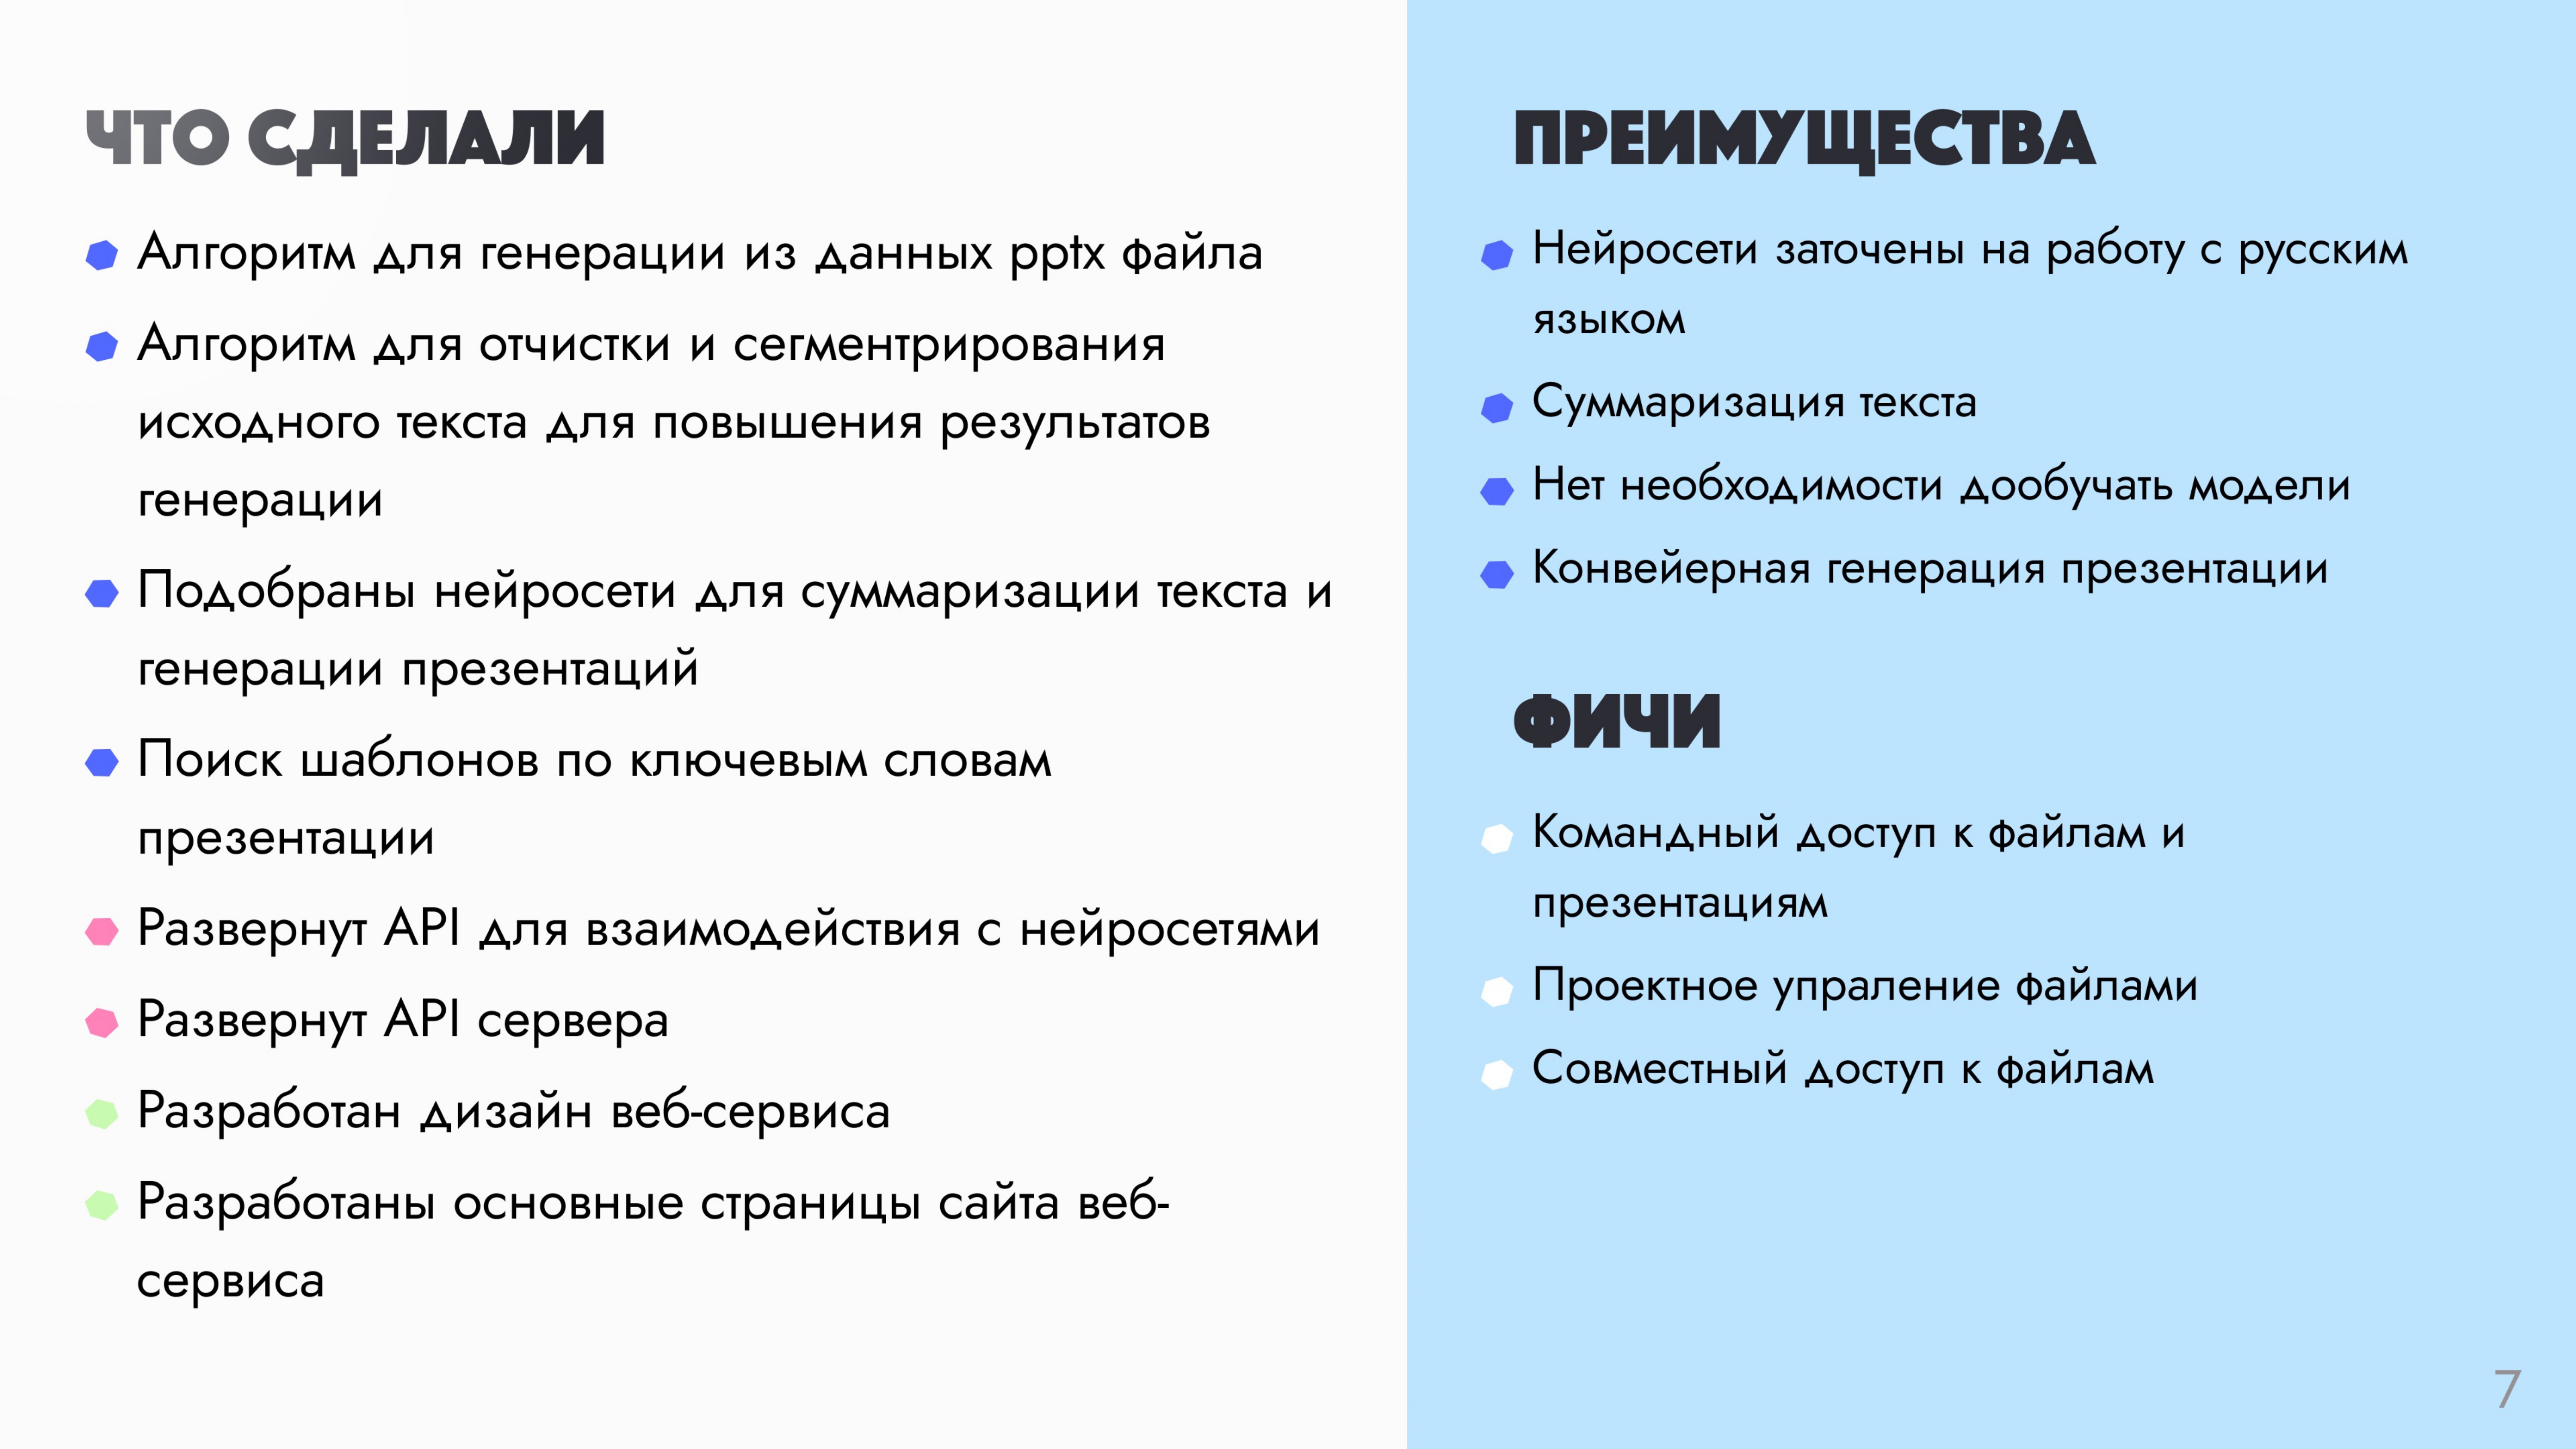 ЧТО СДЕЛАЛИ
Алгоритм для генерации из данных pptx файла
Алгоритм для отчистки и сегментрирования
исходного текста для повышения результатов
генерации
Подобраны нейросети для суммаризации текста и
генерации презентаций
Поиск шаблонов по ключевым словам
презентации
Развернут API для взаимодействия с нейросетями
Развернут API сервера
Разработан дизайн веб-сервиса
Разработаны основные страницы сайта веб-
сервиса
ПРЕИМУЩЕСТВА
Нейросети заточены на работу с русским
языком
Суммаризация текста
Нет необходимости дообучать модели
Конвейерная генерация презентации
ФИЧИ
Командный доступ к файлам и
презентациям
Проектное упраление файлами
Совместный доступ к файлам
7